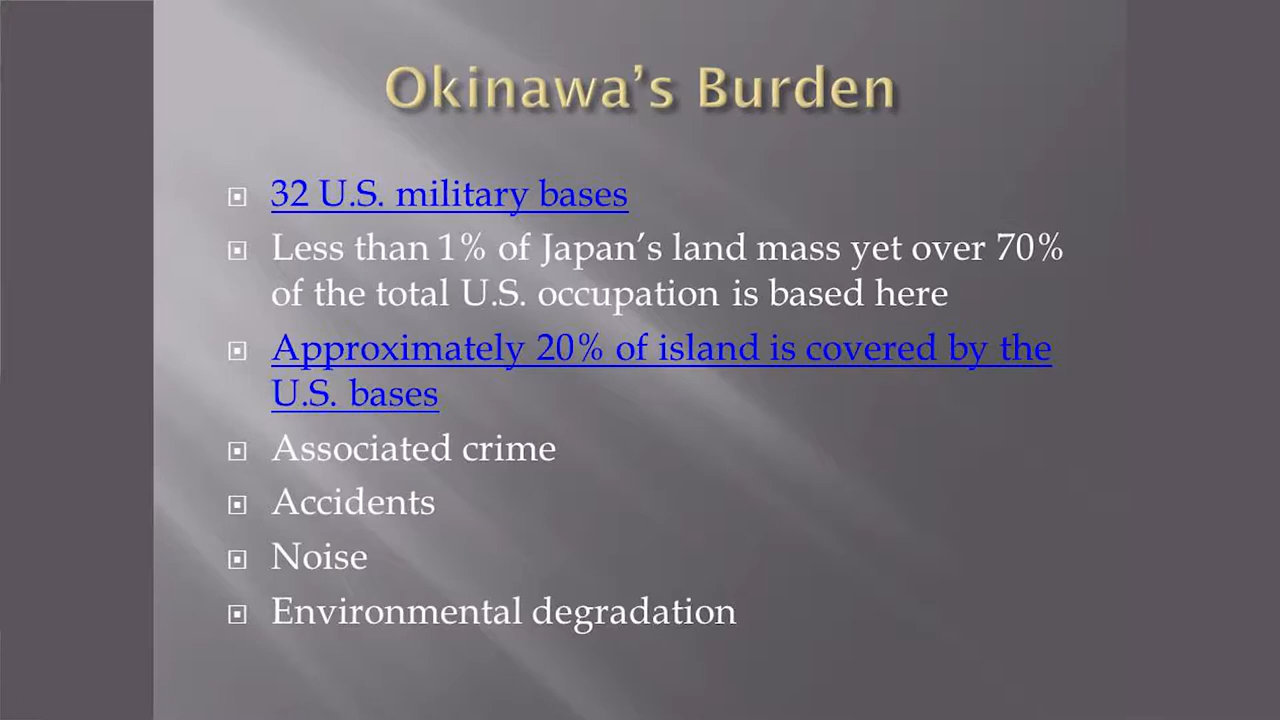 Okinawa’s Burden
32 U.S. military bases
Less than 1% of Japan’s land mass yet over 70%
of the total U.S. occupation is based here
Approximately 20% of island is covered by the
U.S. bases
Associated crime
Accidents
Noise
Environmental degradation